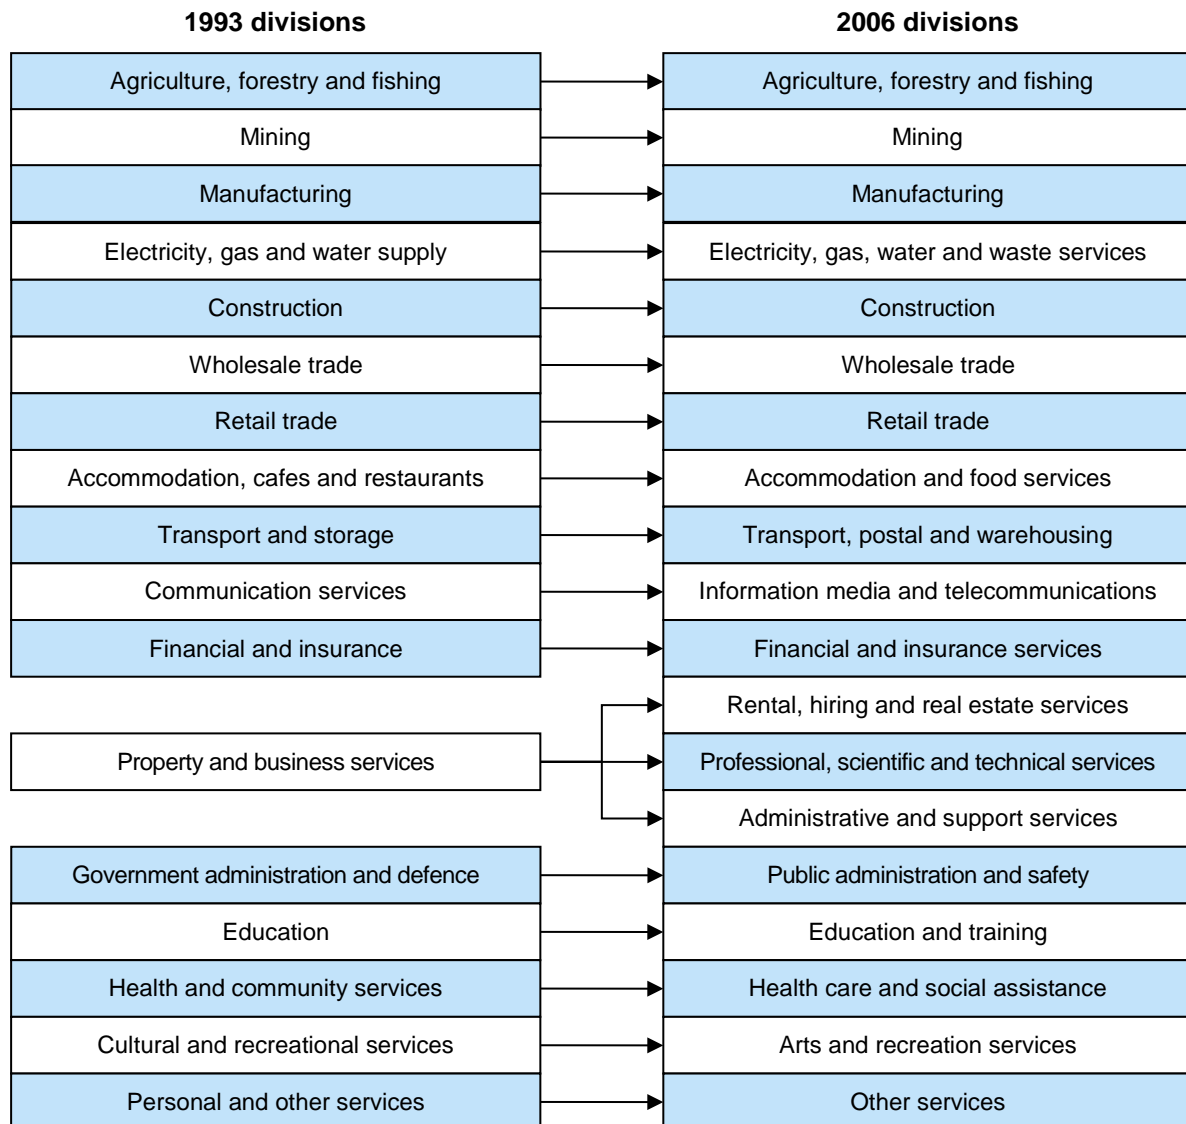 1993 divisions 2006 divisions
Agriculture, forestry and fishing Agriculture, forestry and fishing
Mining Mining
Manufacturing Manufacturing
Electricity, gas and water supply Electricity, gas, water and waste services
Construction Construction
Wholesale trade Wholesale trade
Retail trade Retail trade
Accommodation, cafes and restaurants Accommodation and food services
Transport and storage Transport, postal and warehousing
Communication services Information media and telecommunications
Financial and insurance Financial and insurance services
Rental, hiring and real estate services
Property and business services Professional, scientific and technical services
Administrative and support services
Government administration and defence Public administration and safety
Education Education and training
Health and community services Health care and social assistance
Cultural and recreational services Arts and recreation services
Personal and other services Other services